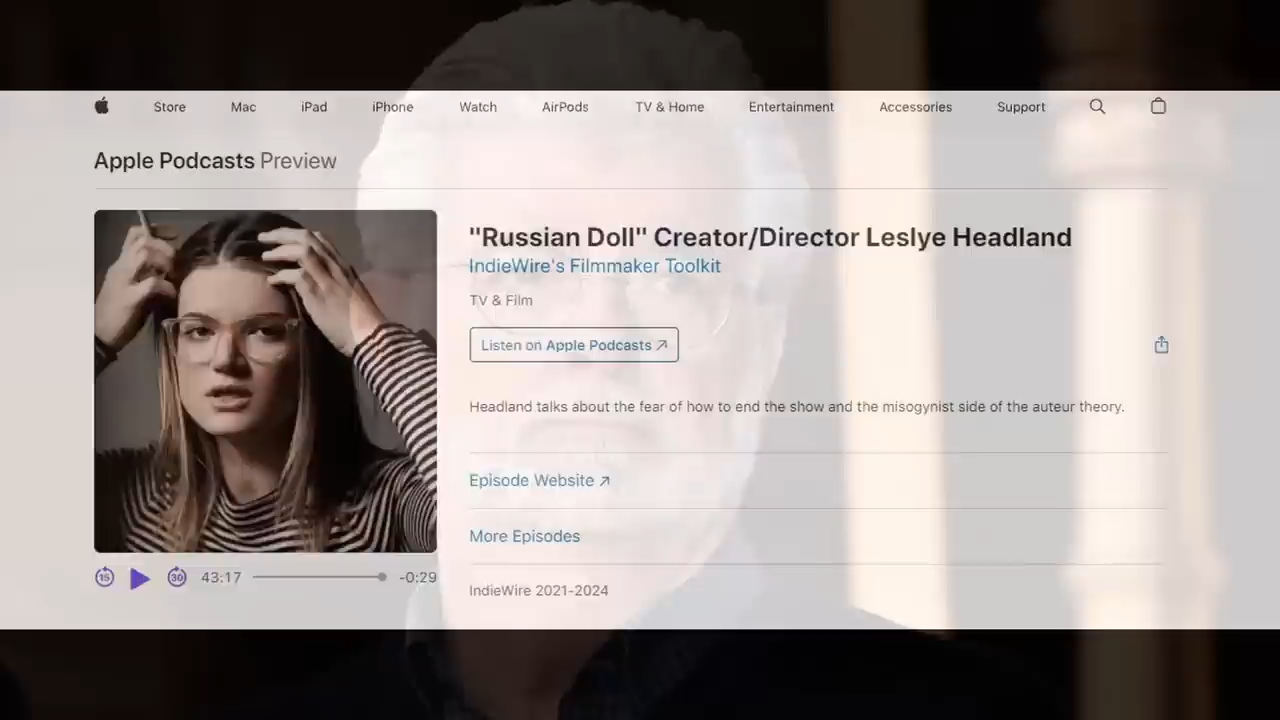 Store Mac iPad iPhone Watch AirPods TV & Home Entertainment Accessories Support
Apple Podcasts Preview
"Russian Doll" Creator/Director Leslye Headland
IndieWire's Filmmaker Toolkit
TV & Film
Listen on Apple Podcasts ↗
Headland talks about the fear of how to end the show and the misogynist side of the auteur theory.
Episode Website ↗
More Episodes
15 30 43:17 -0:29
IndieWire 2021-2024